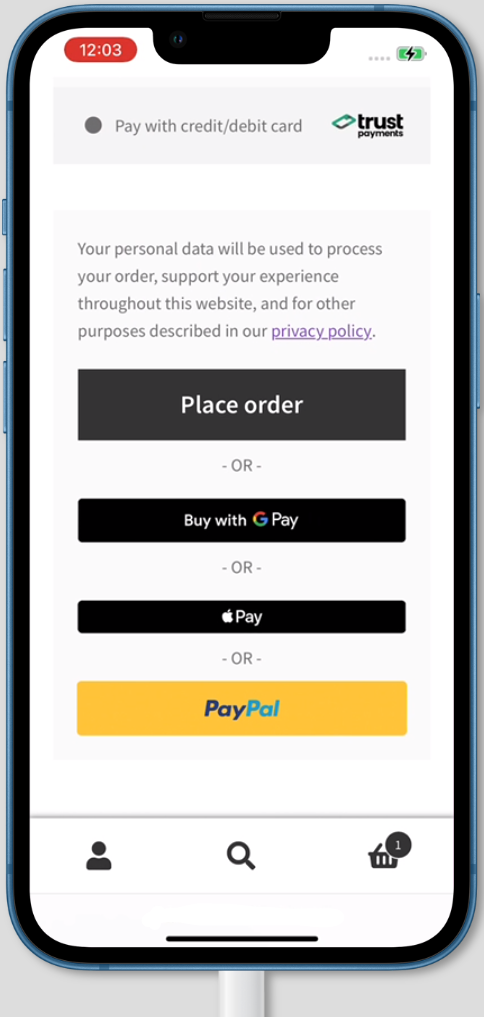 12:03
Pay with credit/debit card
trust
payments
Your personal data will be used to process
your order, support your experience
throughout this website, and for other
purposes described in our privacy policy.
Place order
- OR -
Buy with G Pay
- OR -
Pay
- OR -
PayPal
1